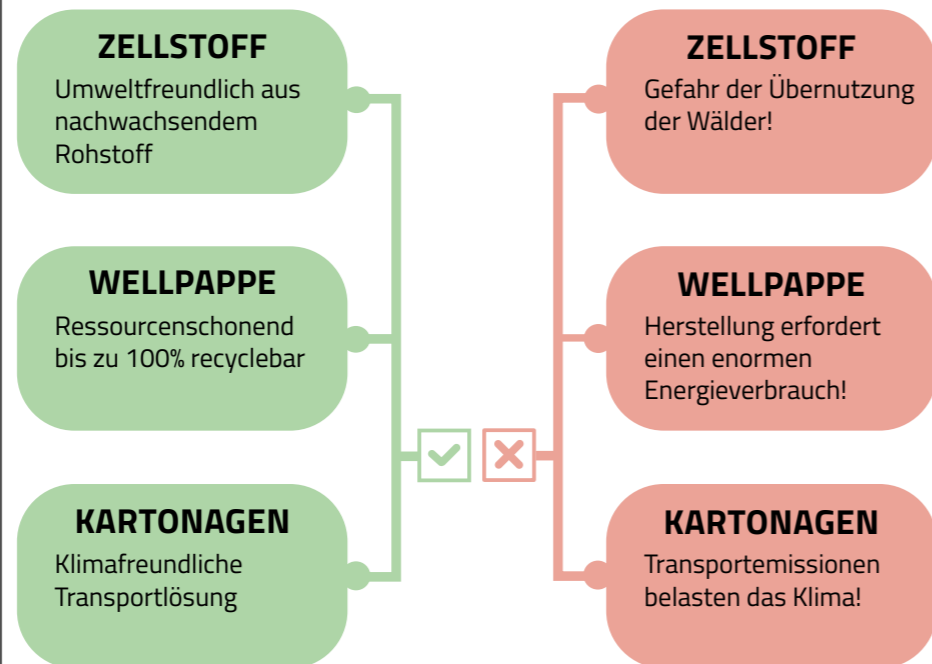 ZELLSTOFF
Umweltfreundlich aus
nachwachsendem
Rohstoff
WELLPAPPE
Ressourcenschonend
bis zu 100% recyclebar
KARTONAGEN
Klimafreundliche
Transportlösung
ZELLSTOFF
Gefahr der Übernutzung
der Wälder!
WELLPAPPE
Herstellung erfordert
einen enormen
Energieverbrauch!
KARTONAGEN
Transportemissionen
belasten das Klima!